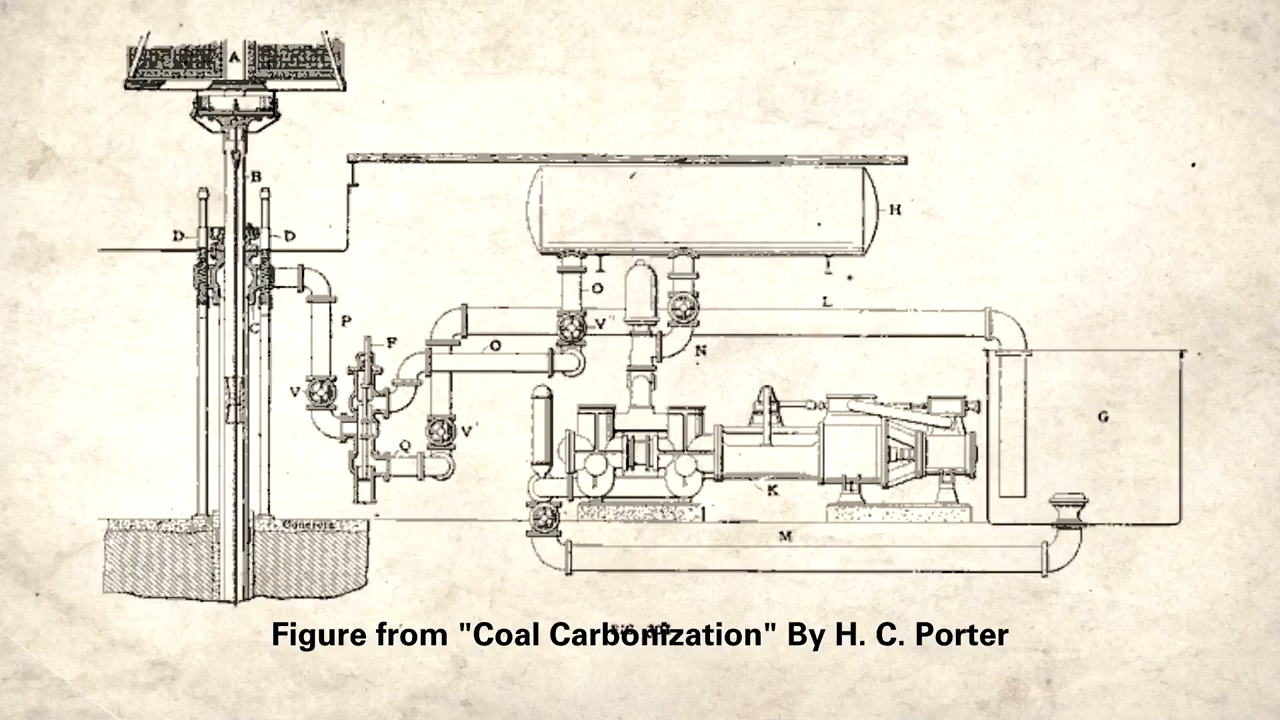 A
B
H
D
D
O
L
C
P
V"
F
O
N
V
G
V'
Q
K
Concrete
M
Figure from "Coal Carbonization" By H. C. Porter